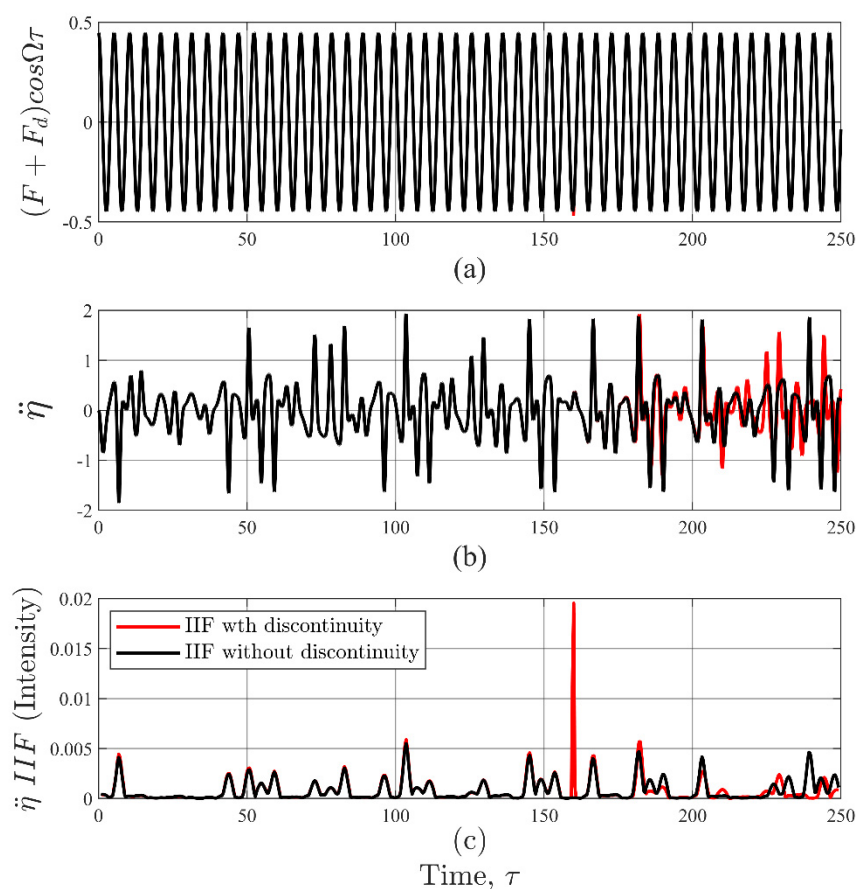 (F + F_d)cosΩτ
0.5
0
-0.5
0 50 100 150 200 250
(a)
η̈
2
1
0
-1
-2
0 50 100 150 200 250
(b)
η̈ IIF (Intensity)
0.02
0.015
0.01
0.005
0
IIF wth discontinuity
IIF without discontinuity
0 50 100 150 200 250
(c)
Time, τ